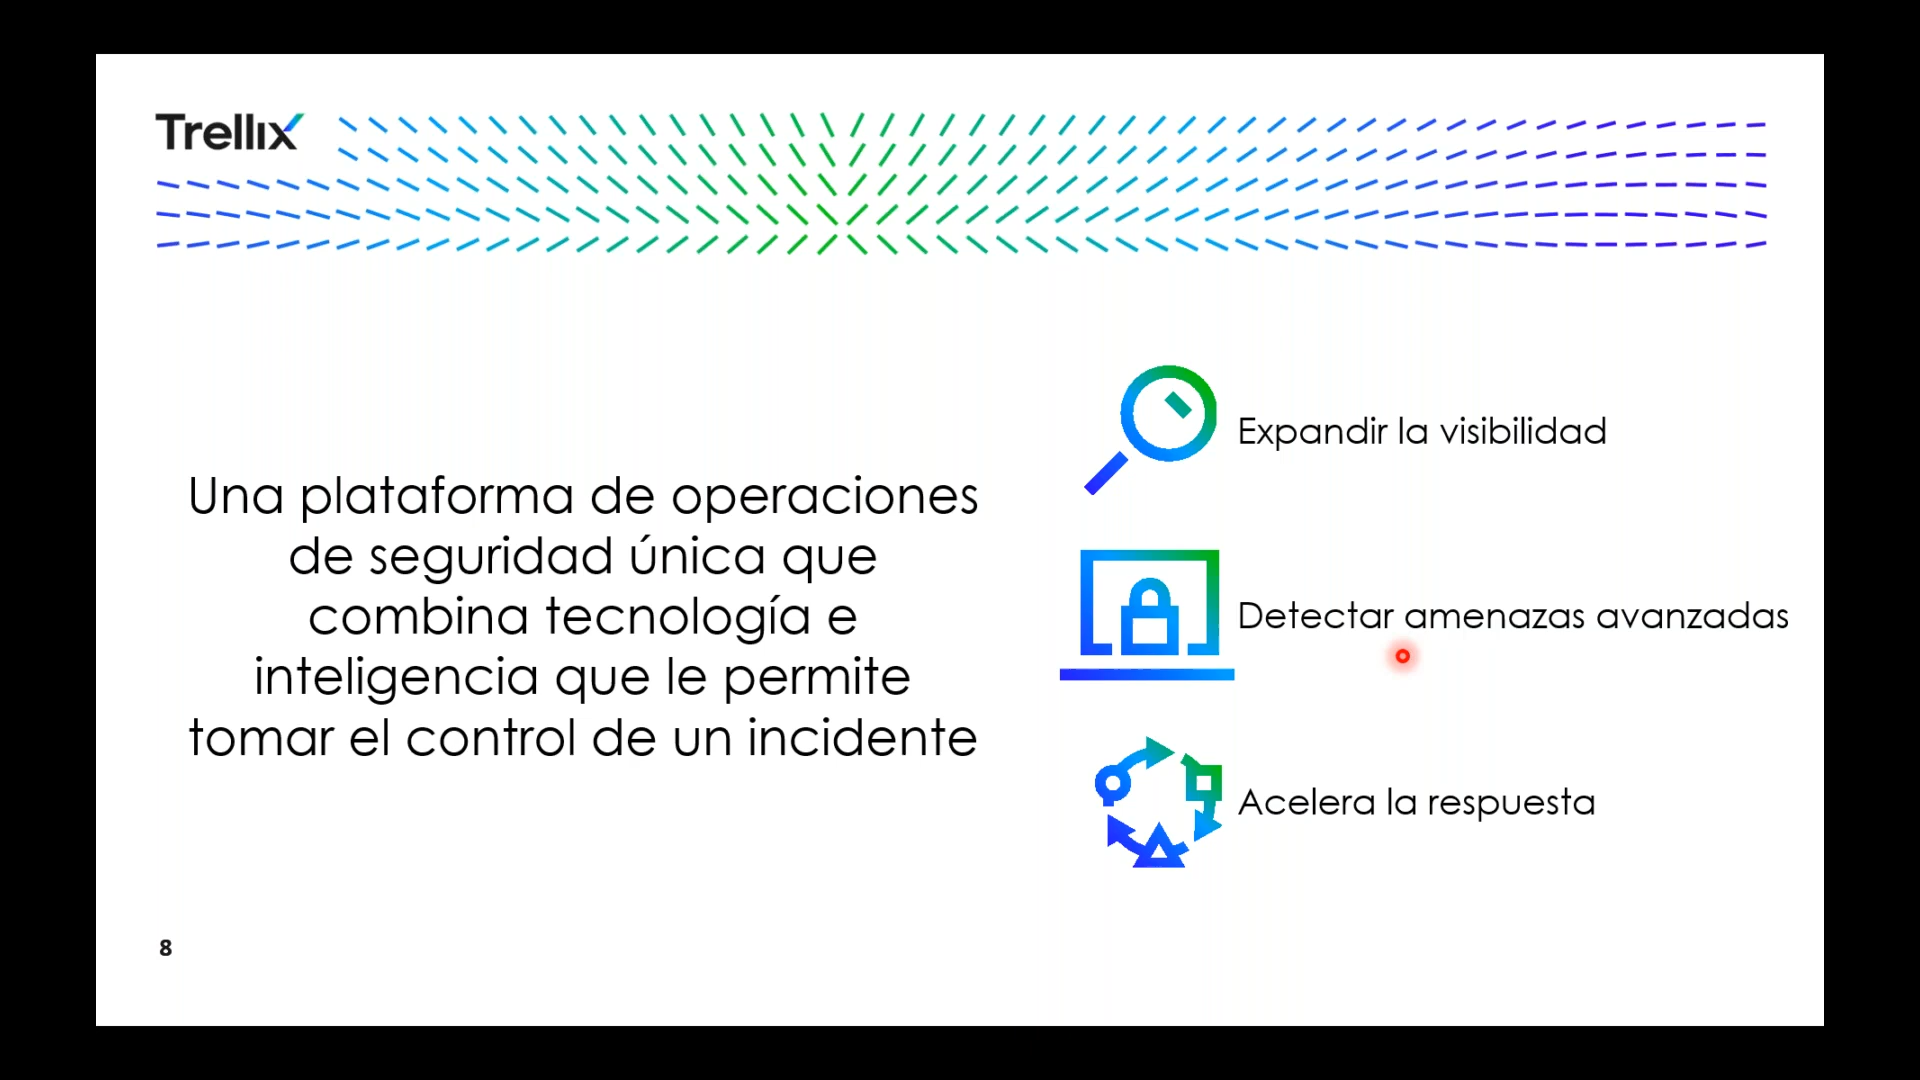 Trellix
Una plataforma de operaciones
de seguridad única que
combina tecnología e
inteligencia que le permite
tomar el control de un incidente
Expandir la visibilidad
Detectar amenazas avanzadas
Acelera la respuesta
8